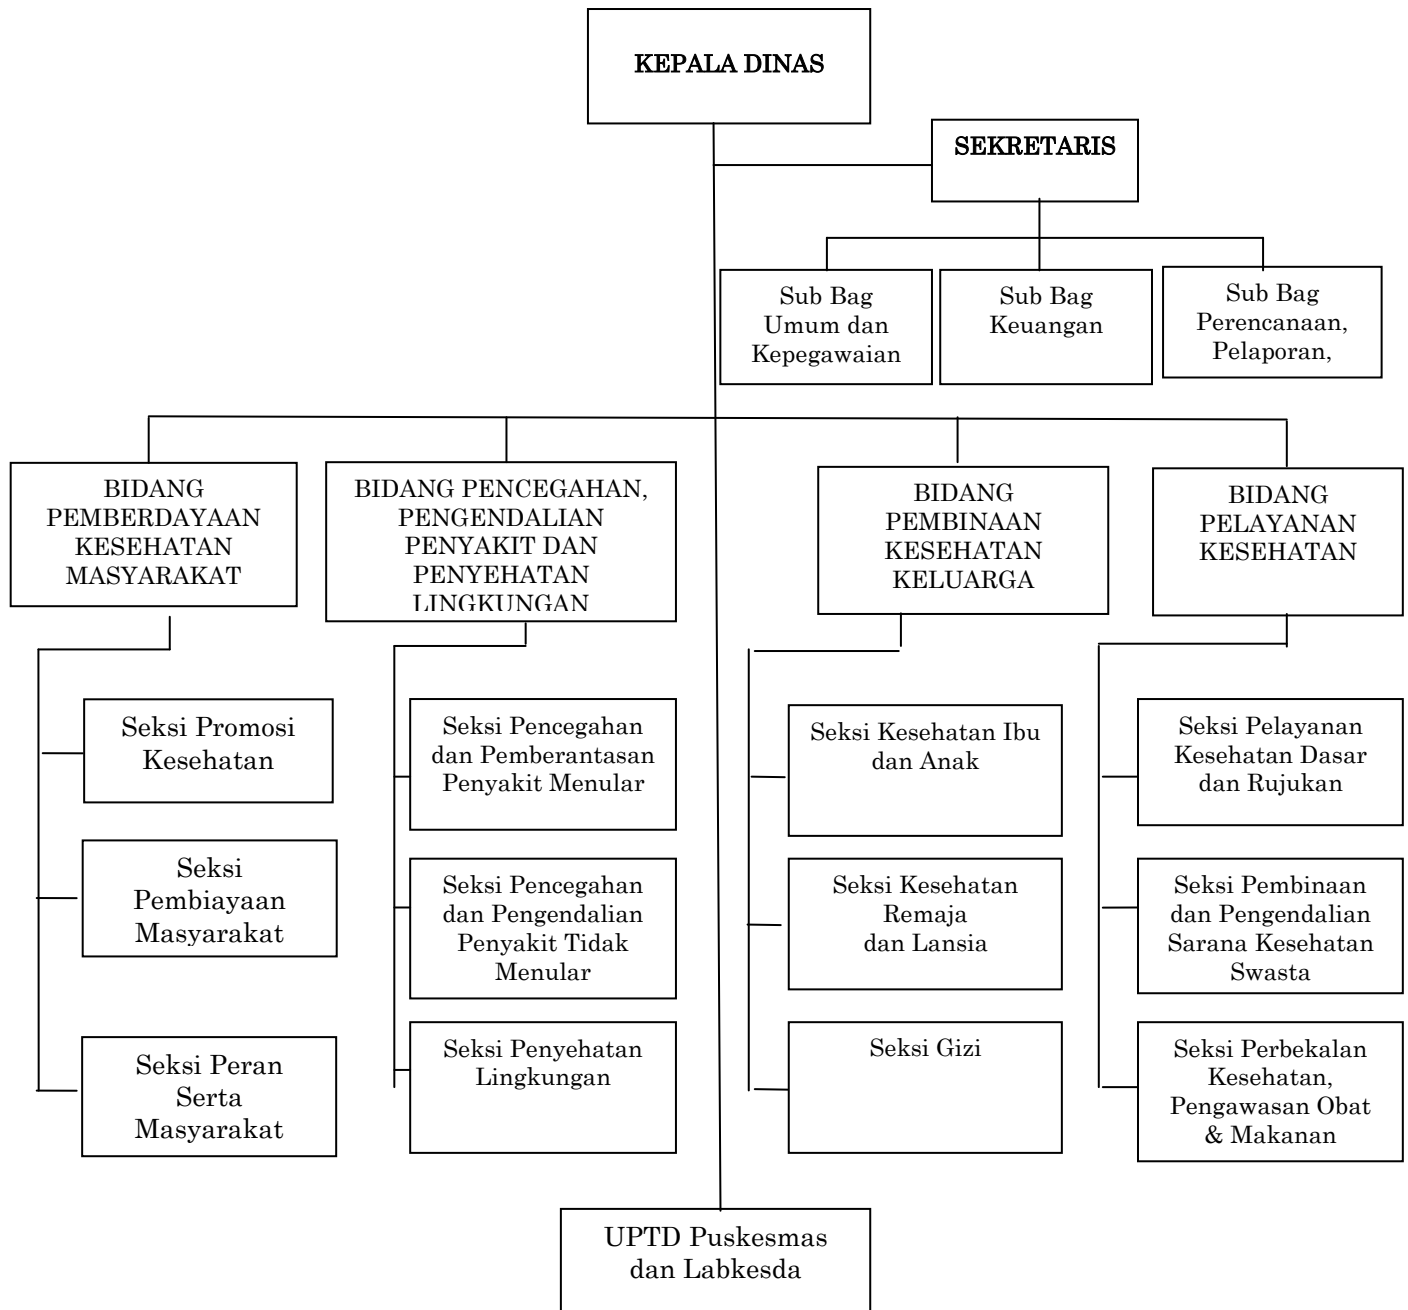 KEPALA DINAS
SEKRETARIS
Sub Bag
Umum dan
Kepegawaian
Sub Bag
Keuangan
Sub Bag
Perencanaan,
Pelaporan,
BIDANG
PEMBERDAYAAN
KESEHATAN
MASYARAKAT
BIDANG PENCEGAHAN,
PENGENDALIAN
PENYAKIT DAN
PENYEHATAN
LINGKUNGAN
BIDANG
PEMBINAAN
KESEHATAN
KELUARGA
BIDANG
PELAYANAN
KESEHATAN
Seksi Promosi
Kesehatan
Seksi
Pembiayaan
Masyarakat
Seksi Peran
Serta
Masyarakat
Seksi Pencegahan
dan Pemberantasan
Penyakit Menular
Seksi Pencegahan
dan Pengendalian
Penyakit Tidak
Menular
Seksi Penyehatan
Lingkungan
Seksi Kesehatan Ibu
dan Anak
Seksi Kesehatan
Remaja
dan Lansia
Seksi Gizi
Seksi Pelayanan
Kesehatan Dasar
dan Rujukan
Seksi Pembinaan
dan Pengendalian
Sarana Kesehatan
Swasta
Seksi Perbekalan
Kesehatan,
Pengawasan Obat
& Makanan
UPTD Puskesmas
dan Labkesda